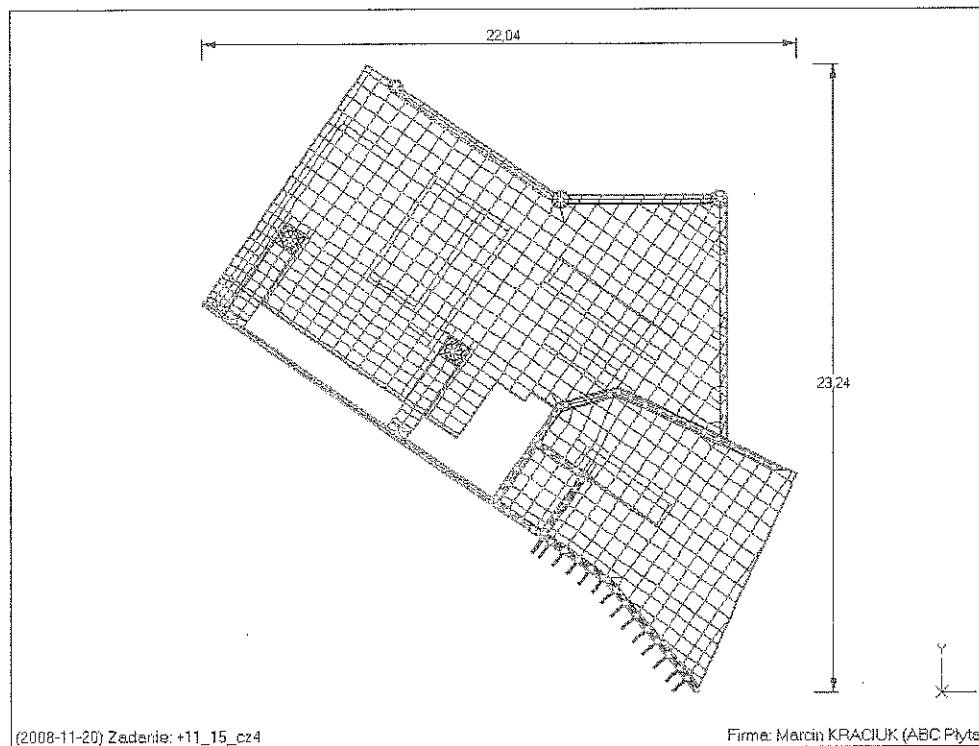 22,04
23,24
Y
X
(2008-11-20) Zadanie: +11_15_cz4
Firma: Marcin KRACIUK (ABC Płyta